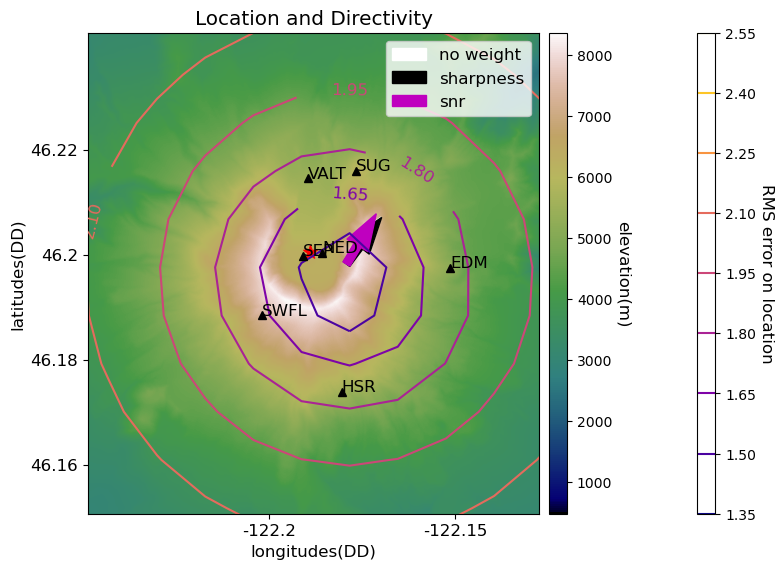 Location and Directivity
no weight
sharpness
snr
1.95
1.80
1.65
2.10
VALT
SUG
NED
EDM
SWFL
HSR
46.22
46.2
46.18
46.16
latitudes(DD)
-122.2
-122.15
longitudes(DD)
8000
7000
6000
5000
4000
3000
2000
1000
elevation(m)
2.55
2.40
2.25
2.10
1.95
1.80
1.65
1.50
1.35
RMS error on location